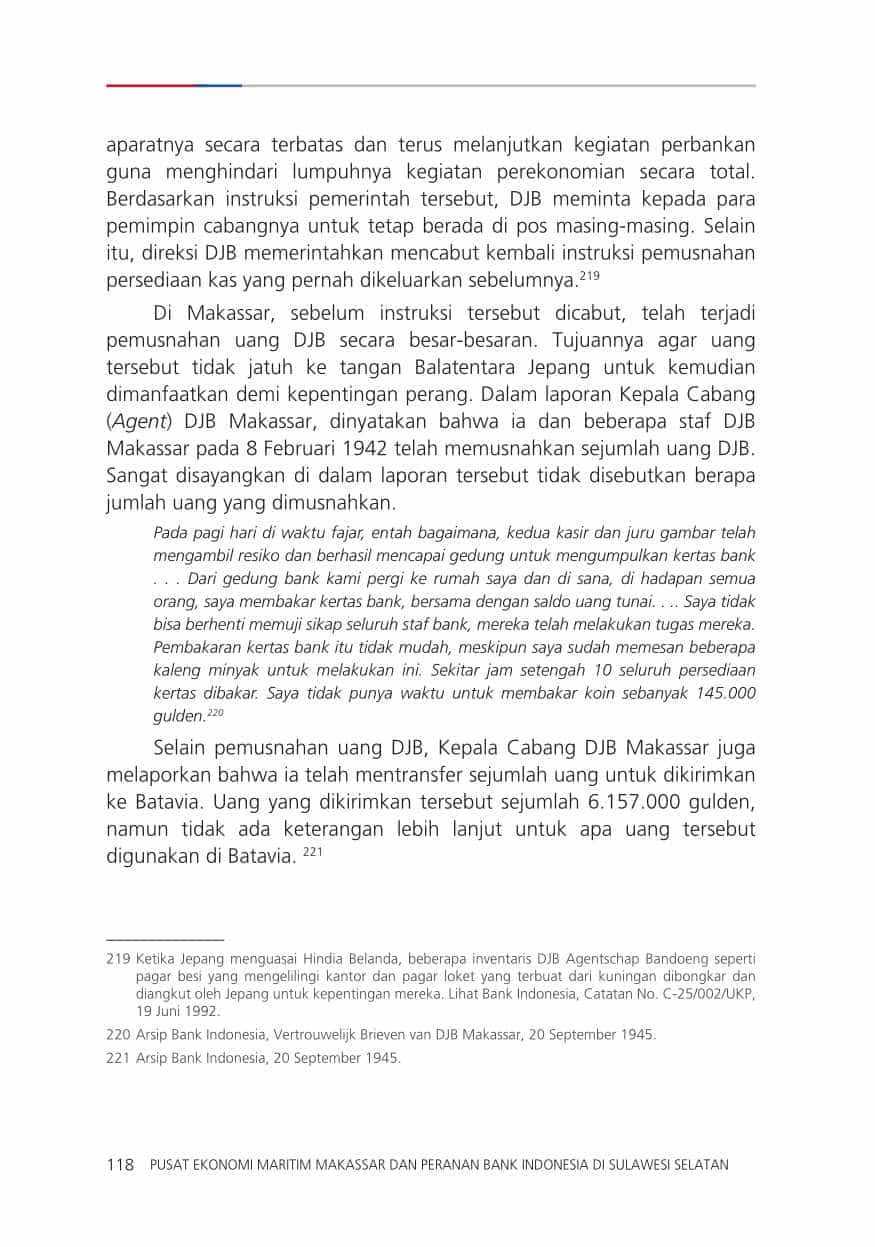 aparatnya secara terbatas dan terus melanjutkan kegiatan perbankan
guna menghindari lumpuhnya kegiatan perekonomian secara total.
Berdasarkan instruksi pemerintah tersebut, DJB meminta kepada para
pemimpin cabangnya untuk tetap berada di pos masing-masing. Selain
itu, direksi DJB memerintahkan mencabut kembali instruksi pemusnahan
persediaan kas yang pernah dikeluarkan sebelumnya.219
Di Makassar, sebelum instruksi tersebut dicabut, telah terjadi
pemusnahan uang DJB secara besar-besaran. Tujuannya agar uang
tersebut tidak jatuh ke tangan Balatentara Jepang untuk kemudian
dimanfaatkan demi kepentingan perang. Dalam laporan Kepala Cabang
(Agent) DJB Makassar, dinyatakan bahwa ia dan beberapa staf DJB
Makassar pada 8 Februari 1942 telah memusnahkan sejumlah uang DJB.
Sangat disayangkan di dalam laporan tersebut tidak disebutkan berapa
jumlah uang yang dimusnahkan.
Pada pagi hari di waktu fajar, entah bagaimana, kedua kasir dan juru gambar telah
mengambil resiko dan berhasil mencapai gedung untuk mengumpulkan kertas bank
. . . Dari gedung bank kami pergi ke rumah saya dan di sana, di hadapan semua
orang, saya membakar kertas bank, bersama dengan saldo uang tunai. . .. Saya tidak
bisa berhenti memuji sikap seluruh staf bank, mereka telah melakukan tugas mereka.
Pembakaran kertas bank itu tidak mudah, meskipun saya sudah memesan beberapa
kaleng minyak untuk melakukan ini. Sekitar jam setengah 10 seluruh persediaan
kertas dibakar. Saya tidak punya waktu untuk membakar koin sebanyak 145.000
gulden.220
Selain pemusnahan uang DJB, Kepala Cabang DJB Makassar juga
melaporkan bahwa ia telah mentransfer sejumlah uang untuk dikirimkan
ke Batavia. Uang yang dikirimkan tersebut sejumlah 6.157.000 gulden,
namun tidak ada keterangan lebih lanjut untuk apa uang tersebut
digunakan di Batavia. 221
219 Ketika Jepang menguasai Hindia Belanda, beberapa inventaris DJB Agentschap Bandoeng seperti
pagar besi yang mengelilingi kantor dan pagar loket yang terbuat dari kuningan dibongkar dan
diangkut oleh Jepang untuk kepentingan mereka. Lihat Bank Indonesia, Catatan No. C-25/002/UKP,
19 Juni 1992.
220 Arsip Bank Indonesia, Vertrouwelijk Brieven van DJB Makassar, 20 September 1945.
221 Arsip Bank Indonesia, 20 September 1945.
118 PUSAT EKONOMI MARITIM MAKASSAR DAN PERANAN BANK INDONESIA DI SULAWESI SELATAN